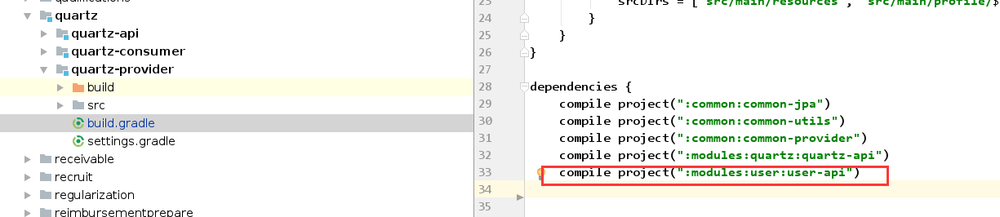 qualifications
quartz
quartz-api
quartz-consumer
quartz-provider
build
src
build.gradle
settings.gradle
receivable
recruit
regularization
reimbursementprepare
23 srcDirs = [ "src/main/resources", "src/main/profile/$
24 }
25 }
26 }
27
28 dependencies {
29 compile project(":common:common-jpa")
30 compile project(":common:common-utils")
31 compile project(":common:common-provider")
32 compile project(":modules:quartz:quartz-api")
33 compile project(":modules:user:user-api")
34
35